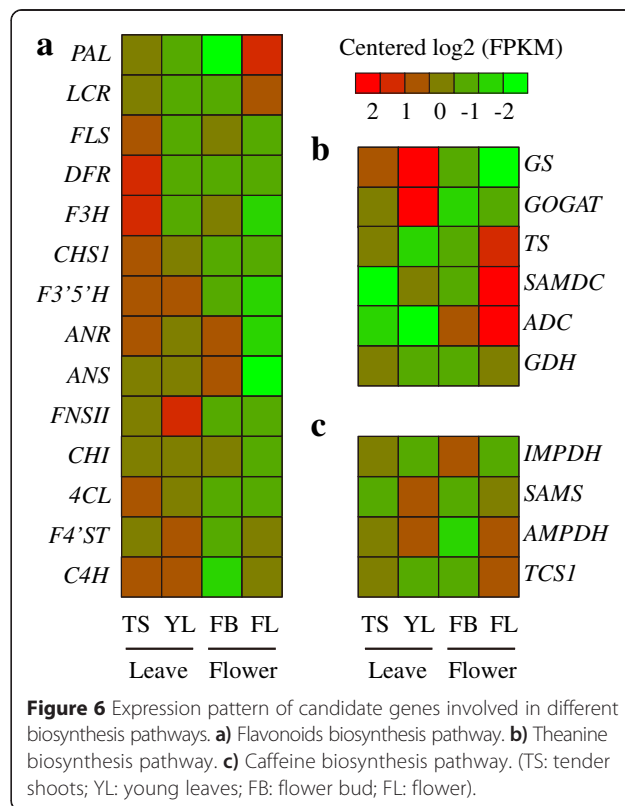 a
PAL
LCR
FLS
DFR
F3H
CHS1
F3'5'H
ANR
ANS
FNSII
CHI
4CL
F4'ST
C4H
TS YL FB FL
Leave Flower
Centered log2 (FPKM)
2 1 0 -1 -2
b
GS
GOGAT
TS
SAMDC
ADC
GDH
c
IMPDH
SAMS
AMPDH
TCS1
TS YL FB FL
Leave Flower
Figure 6 Expression pattern of candidate genes involved in different
biosynthesis pathways. a) Flavonoids biosynthesis pathway. b) Theanine
biosynthesis pathway. c) Caffeine biosynthesis pathway. (TS: tender
shoots; YL: young leaves; FB: flower bud; FL: flower).